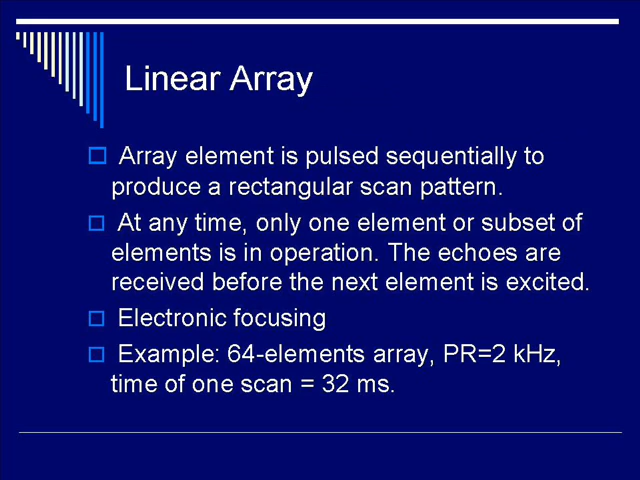 Linear Array
Array element is pulsed sequentially to
produce a rectangular scan pattern.
At any time, only one element or subset of
elements is in operation. The echoes are
received before the next element is excited.
Electronic focusing
Example: 64-elements array, PR=2 kHz,
time of one scan = 32 ms.